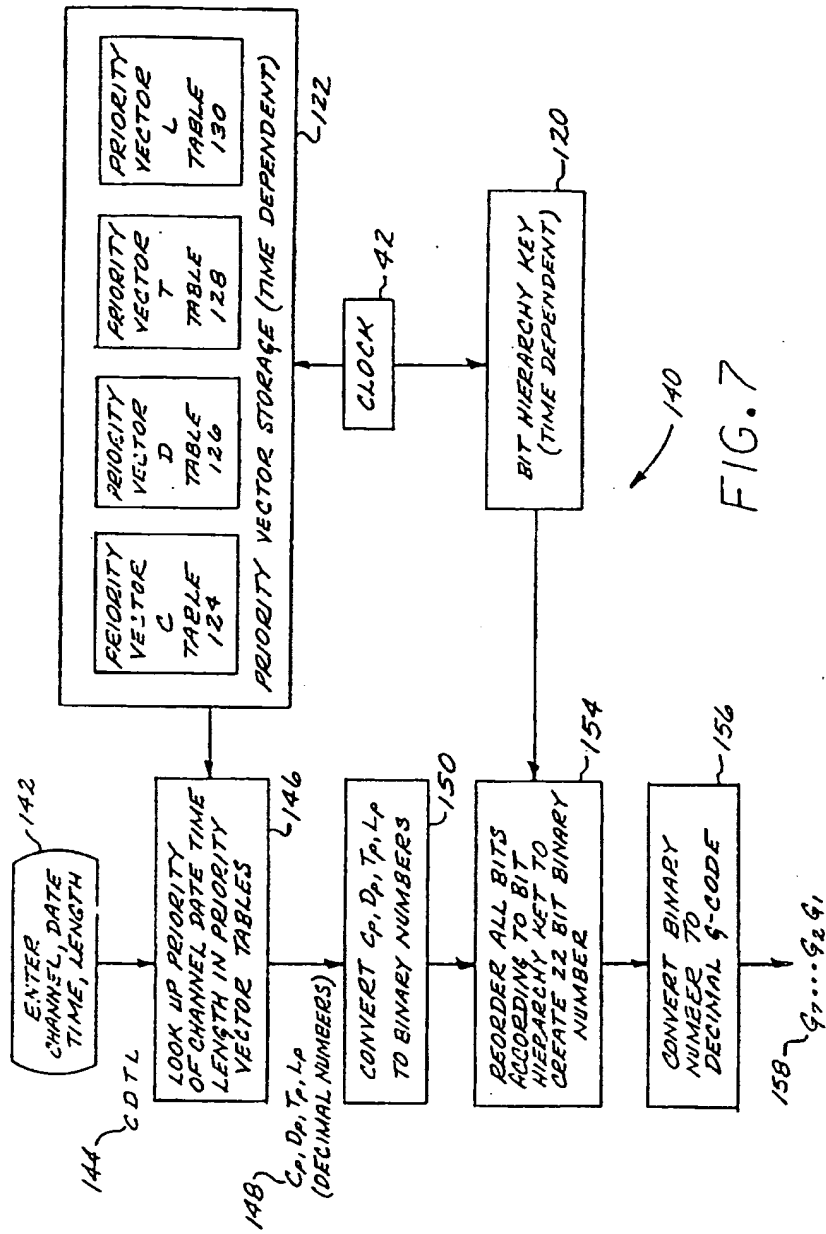 ENTER
CHANNEL, DATE
TIME, LENGTH
142
144
C D T L
LOOK UP PRIORITY
OF CHANNEL DATE TIME
LENGTH IN PRIORITY
VECTOR TABLES
146
148
Cp, Dp, Tp, Lp
(DECIMAL NUMBERS)
CONVERT Cp, Dp, Tp, Lp
TO BINARY NUMBERS
150
REORDER ALL BITS
ACCORDING TO BIT
HIERARCHY KET TO
CREATE 22 BIT BINARY
NUMBER
154
CONVERT BINARY
NUMBER TO
DECIMAL G-CODE
156
158
G7...G2G1
PRIORITY
VECTOR
C
TABLE
124
PRIORITY
VECTOR
D
TABLE
126
PRIORITY
VECTOR
T
TABLE
128
PRIORITY
VECTOR
L
TABLE
130
PRIORITY VECTOR STORAGE (TIME DEPENDENT)
122
CLOCK
42
BIT HIERARCHY KEY
(TIME DEPENDENT)
120
140
FIG.7